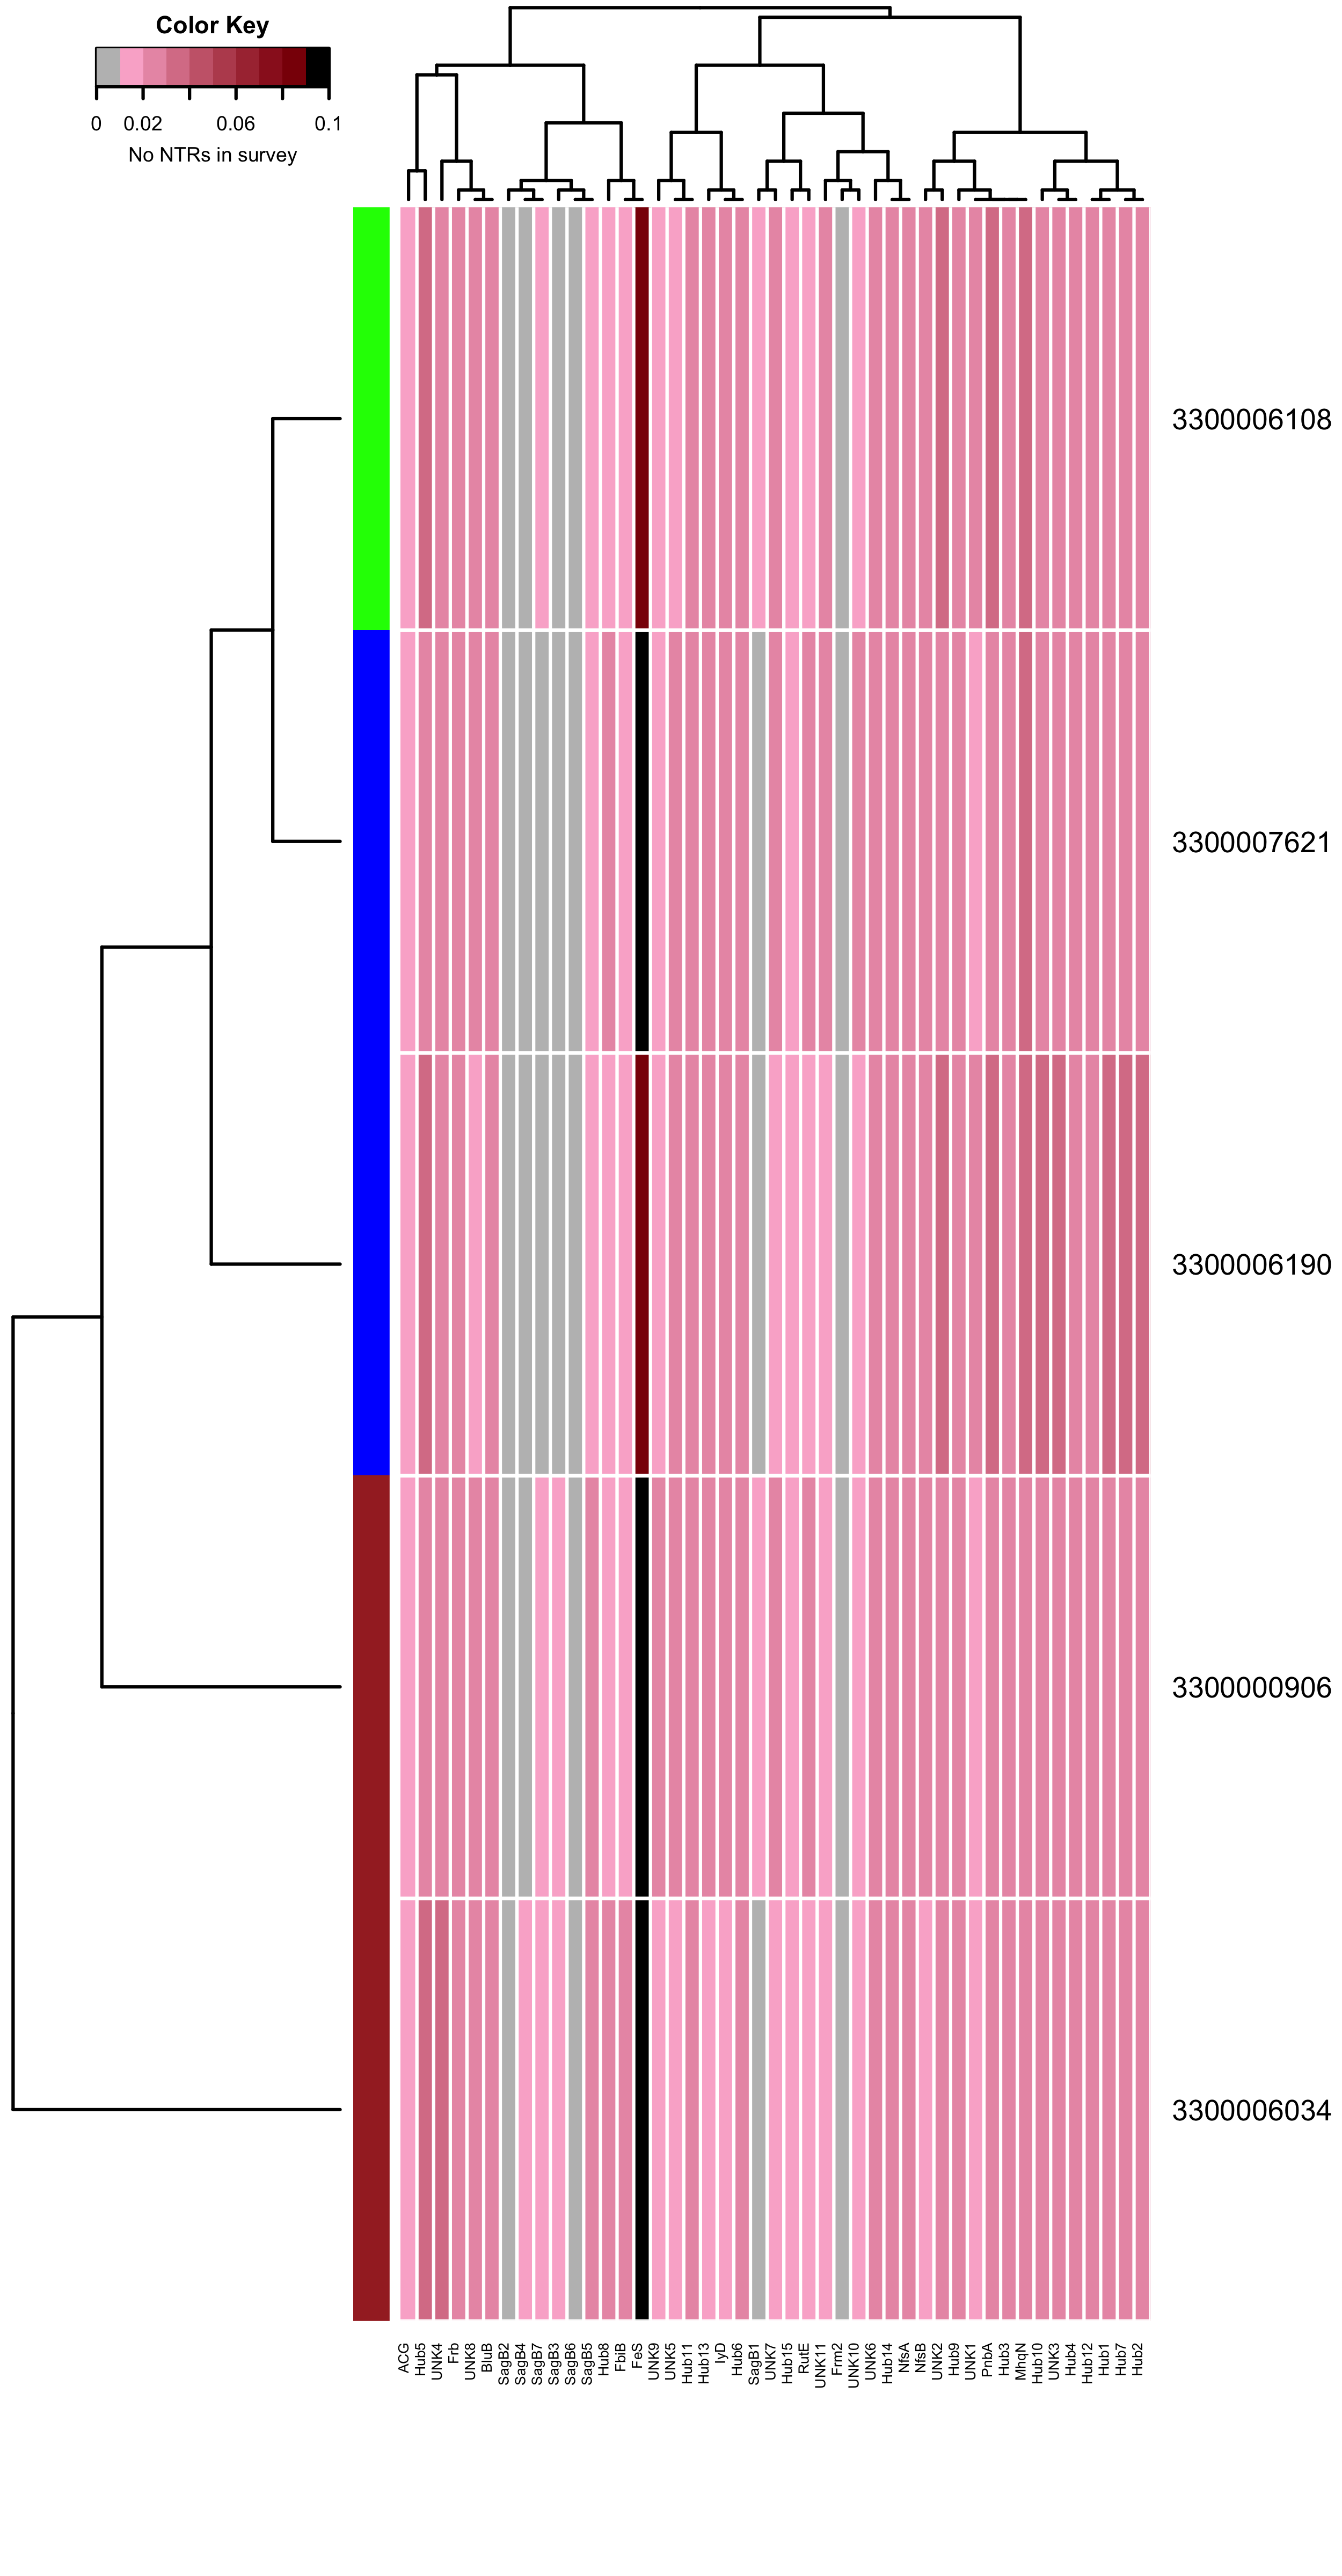 Color Key
0 0.02 0.06 0.1
No NTRs in survey
3300006108
3300007621
3300006190
3300000906
3300006034
ACG Hub5 UNK4 Frb UNK8 BluB SagB2 SagB4 SagB7 SagB3 SagB6 SagB5 Hub8 FbiB FeS UNK9 UNK5 Hub11 Hub13 IyD Hub6 SagB1 UNK7 Hub15 RutE UNK11 Frm2 UNK10 UNK6 Hub14 NfsA NfsB UNK2 Hub9 UNK1 PnbA Hub3 MhqN Hub10 UNK3 Hub4 Hub12 Hub1 Hub7 Hub2